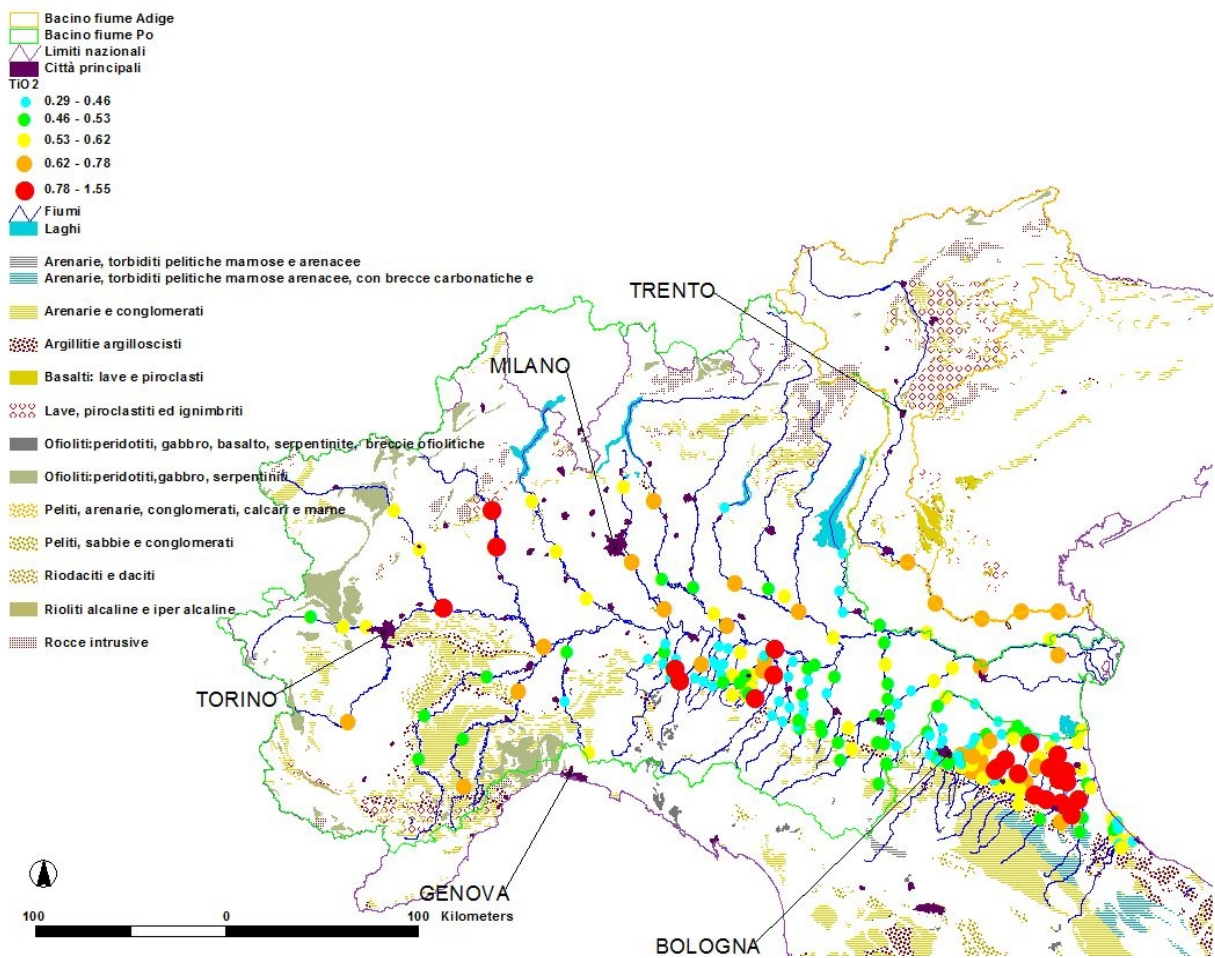 Bacino fiume Adige
Bacino fiume Po
Limiti nazionali
Città principali
TiO2
0.29 - 0.46
0.46 - 0.53
0.53 - 0.62
0.62 - 0.78
0.78 - 1.55
Fiumi
Laghi
Arenarie, torbiditi pelitiche marnose e arenacee
Arenarie, torbiditi pelitiche marnose arenacee, con brecce carbonatiche e
Arenarie e conglomerati
Argillitie argilloscisti
Basalti: lave e piroclasti
Lave, piroclastiti ed ignimbriti
Ofioliti:peridotiti, gabbro, basalto, serpentinite, breccie ofiolitiche
Ofioliti:peridotiti,gabbro, serpentiniti
Peliti, arenarie, conglomerati, calcari e marne
Peliti, sabbie e conglomerati
Riodaciti e daciti
Rioliti alcaline e iper alcaline
Rocce intrusive
TRENTO
MILANO
TORINO
GENOVA
BOLOGNA
100 0 100 Kilometers